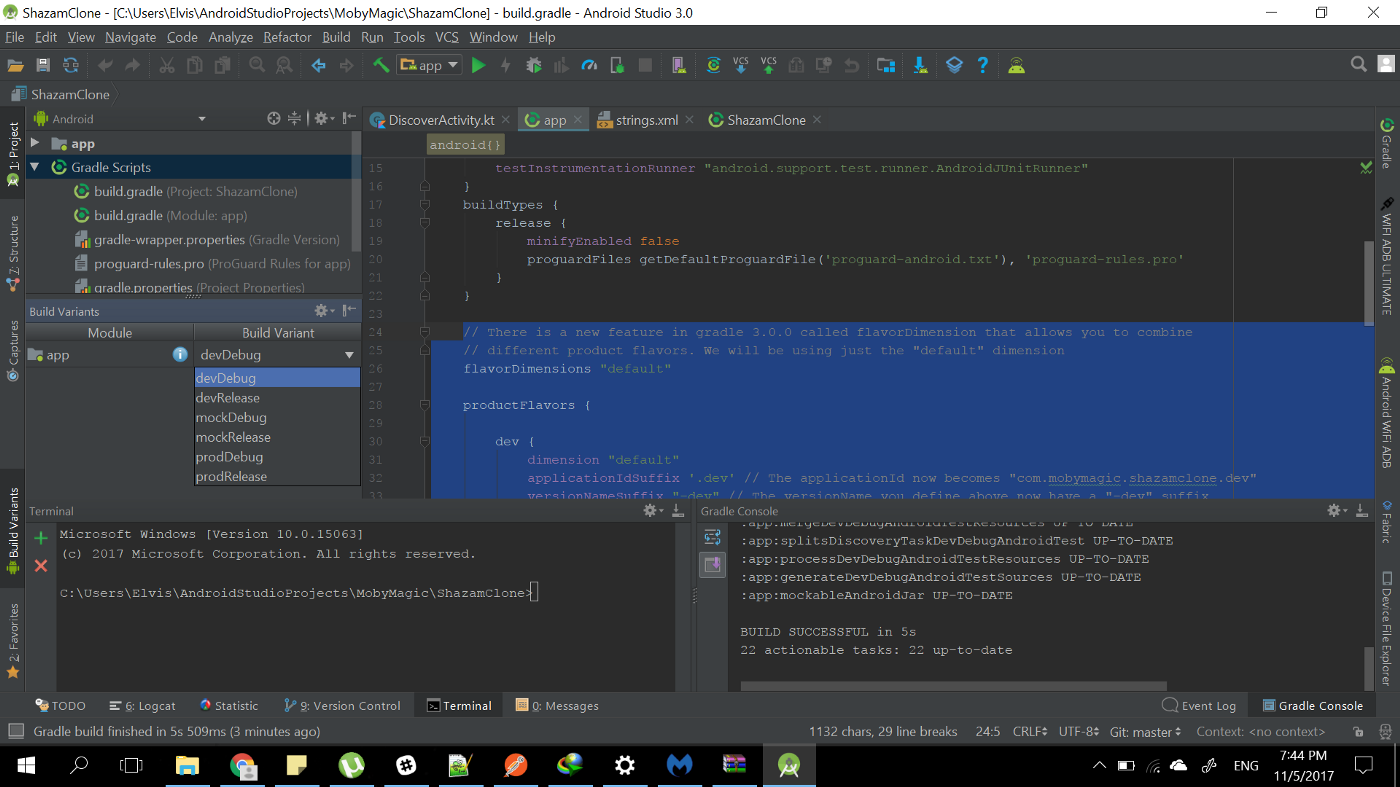 ShazamClone - [C:\Users\Elvis\AndroidStudioProjects\MobyMagic\ShazamClone] - build.gradle - Android Studio 3.0
File Edit View Navigate Code Analyze Refactor Build Run Tools VCS Window Help
app
VCS VCS
ShazamClone
1: Project
7: Structure
Captures
Build Variants
2: Favorites
Android
app
Gradle Scripts
build.gradle (Project: ShazamClone)
build.gradle (Module: app)
gradle-wrapper.properties (Gradle Version)
proguard-rules.pro (ProGuard Rules for app)
gradle.properties (Project Properties)
Build Variants
Module Build Variant
app devDebug
devDebug
devRelease
mockDebug
mockRelease
prodDebug
prodRelease
DiscoverActivity.kt app strings.xml ShazamClone
android{}
15 testInstrumentationRunner "android.support.test.runner.AndroidJUnitRunner"
16 }
17 buildTypes {
18 release {
19 minifyEnabled false
20 proguardFiles getDefaultProguardFile('proguard-android.txt'), 'proguard-rules.pro'
21 }
22 }
23
24 // There is a new feature in gradle 3.0.0 called flavorDimension that allows you to combine
25 // different product flavors. We will be using just the "default" dimension
26 flavorDimensions "default"
27
28 productFlavors {
29
30 dev {
31 dimension "default"
32 applicationIdSuffix '.dev' // The applicationId now becomes "com.mobymagic.shazamclone.dev"
33 versionNameSuffix "-dev" // The versionName you define above now have a "-dev" suffix
Gradle
WIFI ADB ULTIMATE
Android WiFi ADB
Fabric
Device File Explorer
Terminal
Microsoft Windows [Version 10.0.15063]
(c) 2017 Microsoft Corporation. All rights reserved.
C:\Users\Elvis\AndroidStudioProjects\MobyMagic\ShazamClone>
Gradle Console
:app:mergeDevDebugAndroidTestResources UP-TO-DATE
:app:splitsDiscoveryTaskDevDebugAndroidTest UP-TO-DATE
:app:processDevDebugAndroidTestResources UP-TO-DATE
:app:generateDevDebugAndroidTestSources UP-TO-DATE
:app:mockableAndroidJar UP-TO-DATE
BUILD SUCCESSFUL in 5s
22 actionable tasks: 22 up-to-date
TODO 6: Logcat Statistic 9: Version Control Terminal 0: Messages Event Log Gradle Console
Gradle build finished in 5s 509ms (3 minutes ago) 1132 chars, 29 line breaks 24:5 CRLF UTF-8 Git: master Context: <no context>
ENG
7:44 PM
11/5/2017